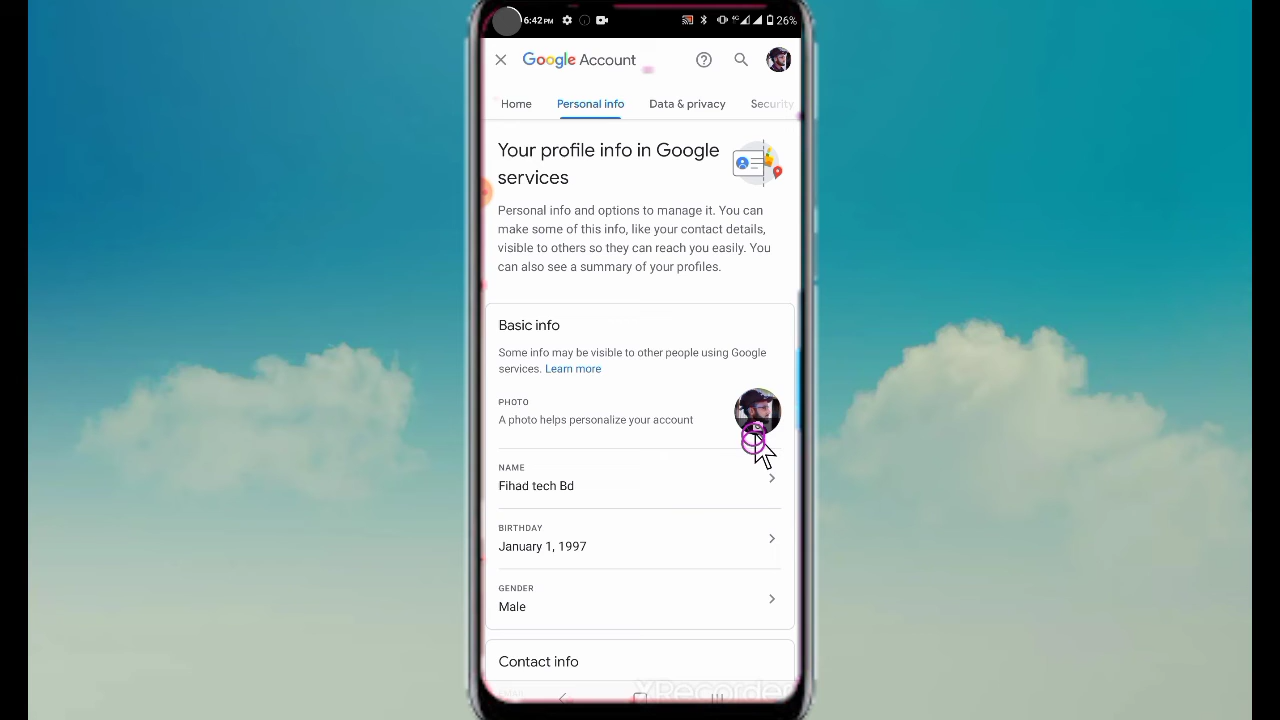 6:42 PM 4G 26%
Google Account
Home Personal info Data & privacy Security
Your profile info in Google
services
Personal info and options to manage it. You can
make some of this info, like your contact details,
visible to others so they can reach you easily. You
can also see a summary of your profiles.
Basic info
Some info may be visible to other people using Google
services. Learn more
PHOTO
A photo helps personalize your account
NAME
Fihad tech Bd
BIRTHDAY
January 1, 1997
GENDER
Male
Contact info
EMAIL
XRecorder